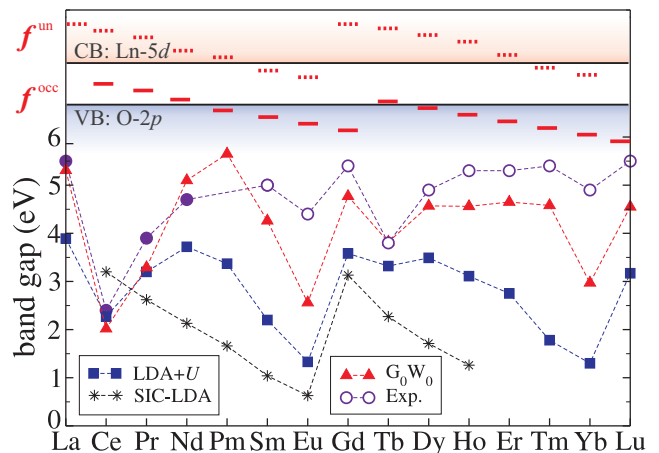 f un
CB: Ln-5d
f occ
VB: O-2p
6
5
4
3
2
1
0
band gap (eV)
LDA+U
SIC-LDA
G0W0
Exp.
La Ce Pr Nd Pm Sm Eu Gd Tb Dy Ho Er Tm Yb Lu